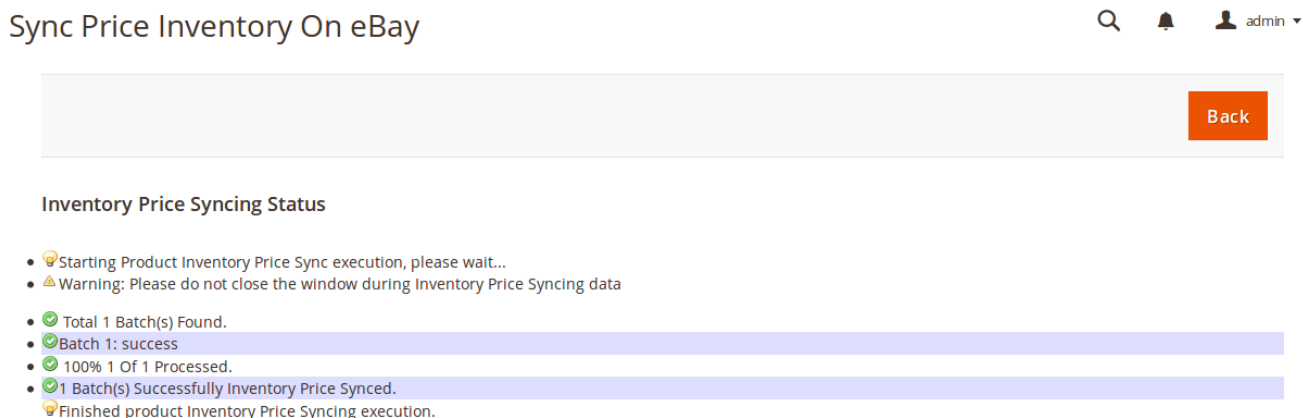 Sync Price Inventory On eBay
admin
Back
Inventory Price Syncing Status
Starting Product Inventory Price Sync execution, please wait...
Warning: Please do not close the window during Inventory Price Syncing data
Total 1 Batch(s) Found.
Batch 1: success
100% 1 Of 1 Processed.
1 Batch(s) Successfully Inventory Price Synced.
Finished product Inventory Price Syncing execution.